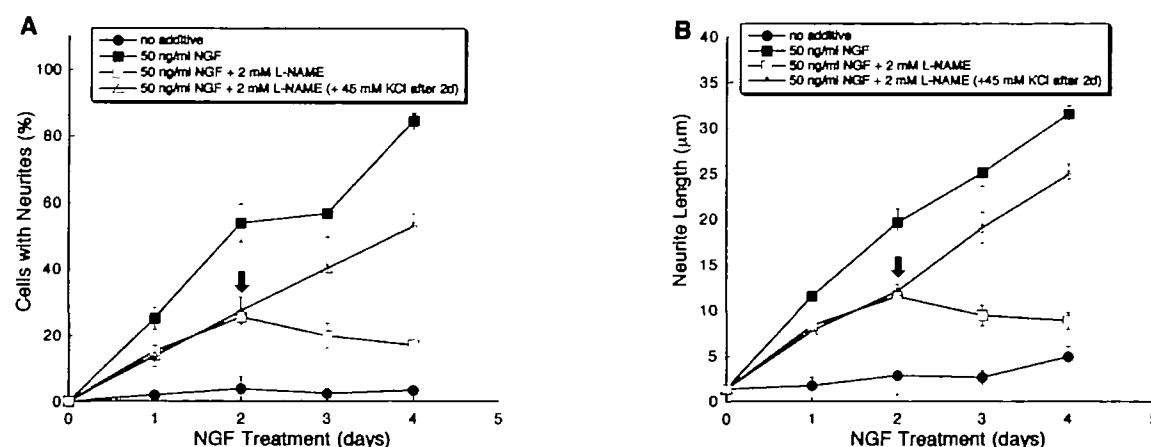 A
no additive
50 ng/ml NGF
50 ng/ml NGF + 2 mM L-NAME
50 ng/ml NGF + 2 mM L-NAME (+ 45 mM KCl after 2d)
Cells with Neurites (%)
100
80
60
40
20
0
0 1 2 3 4 5
NGF Treatment (days)
B
no additive
50 ng/ml NGF
50 ng/ml NGF + 2 mM L-NAME
50 ng/ml NGF + 2 mM L-NAME (+45 mM KCl after 2d)
Neurite Length (μm)
40
35
30
25
20
15
10
5
0
0 1 2 3 4 5
NGF Treatment (days)